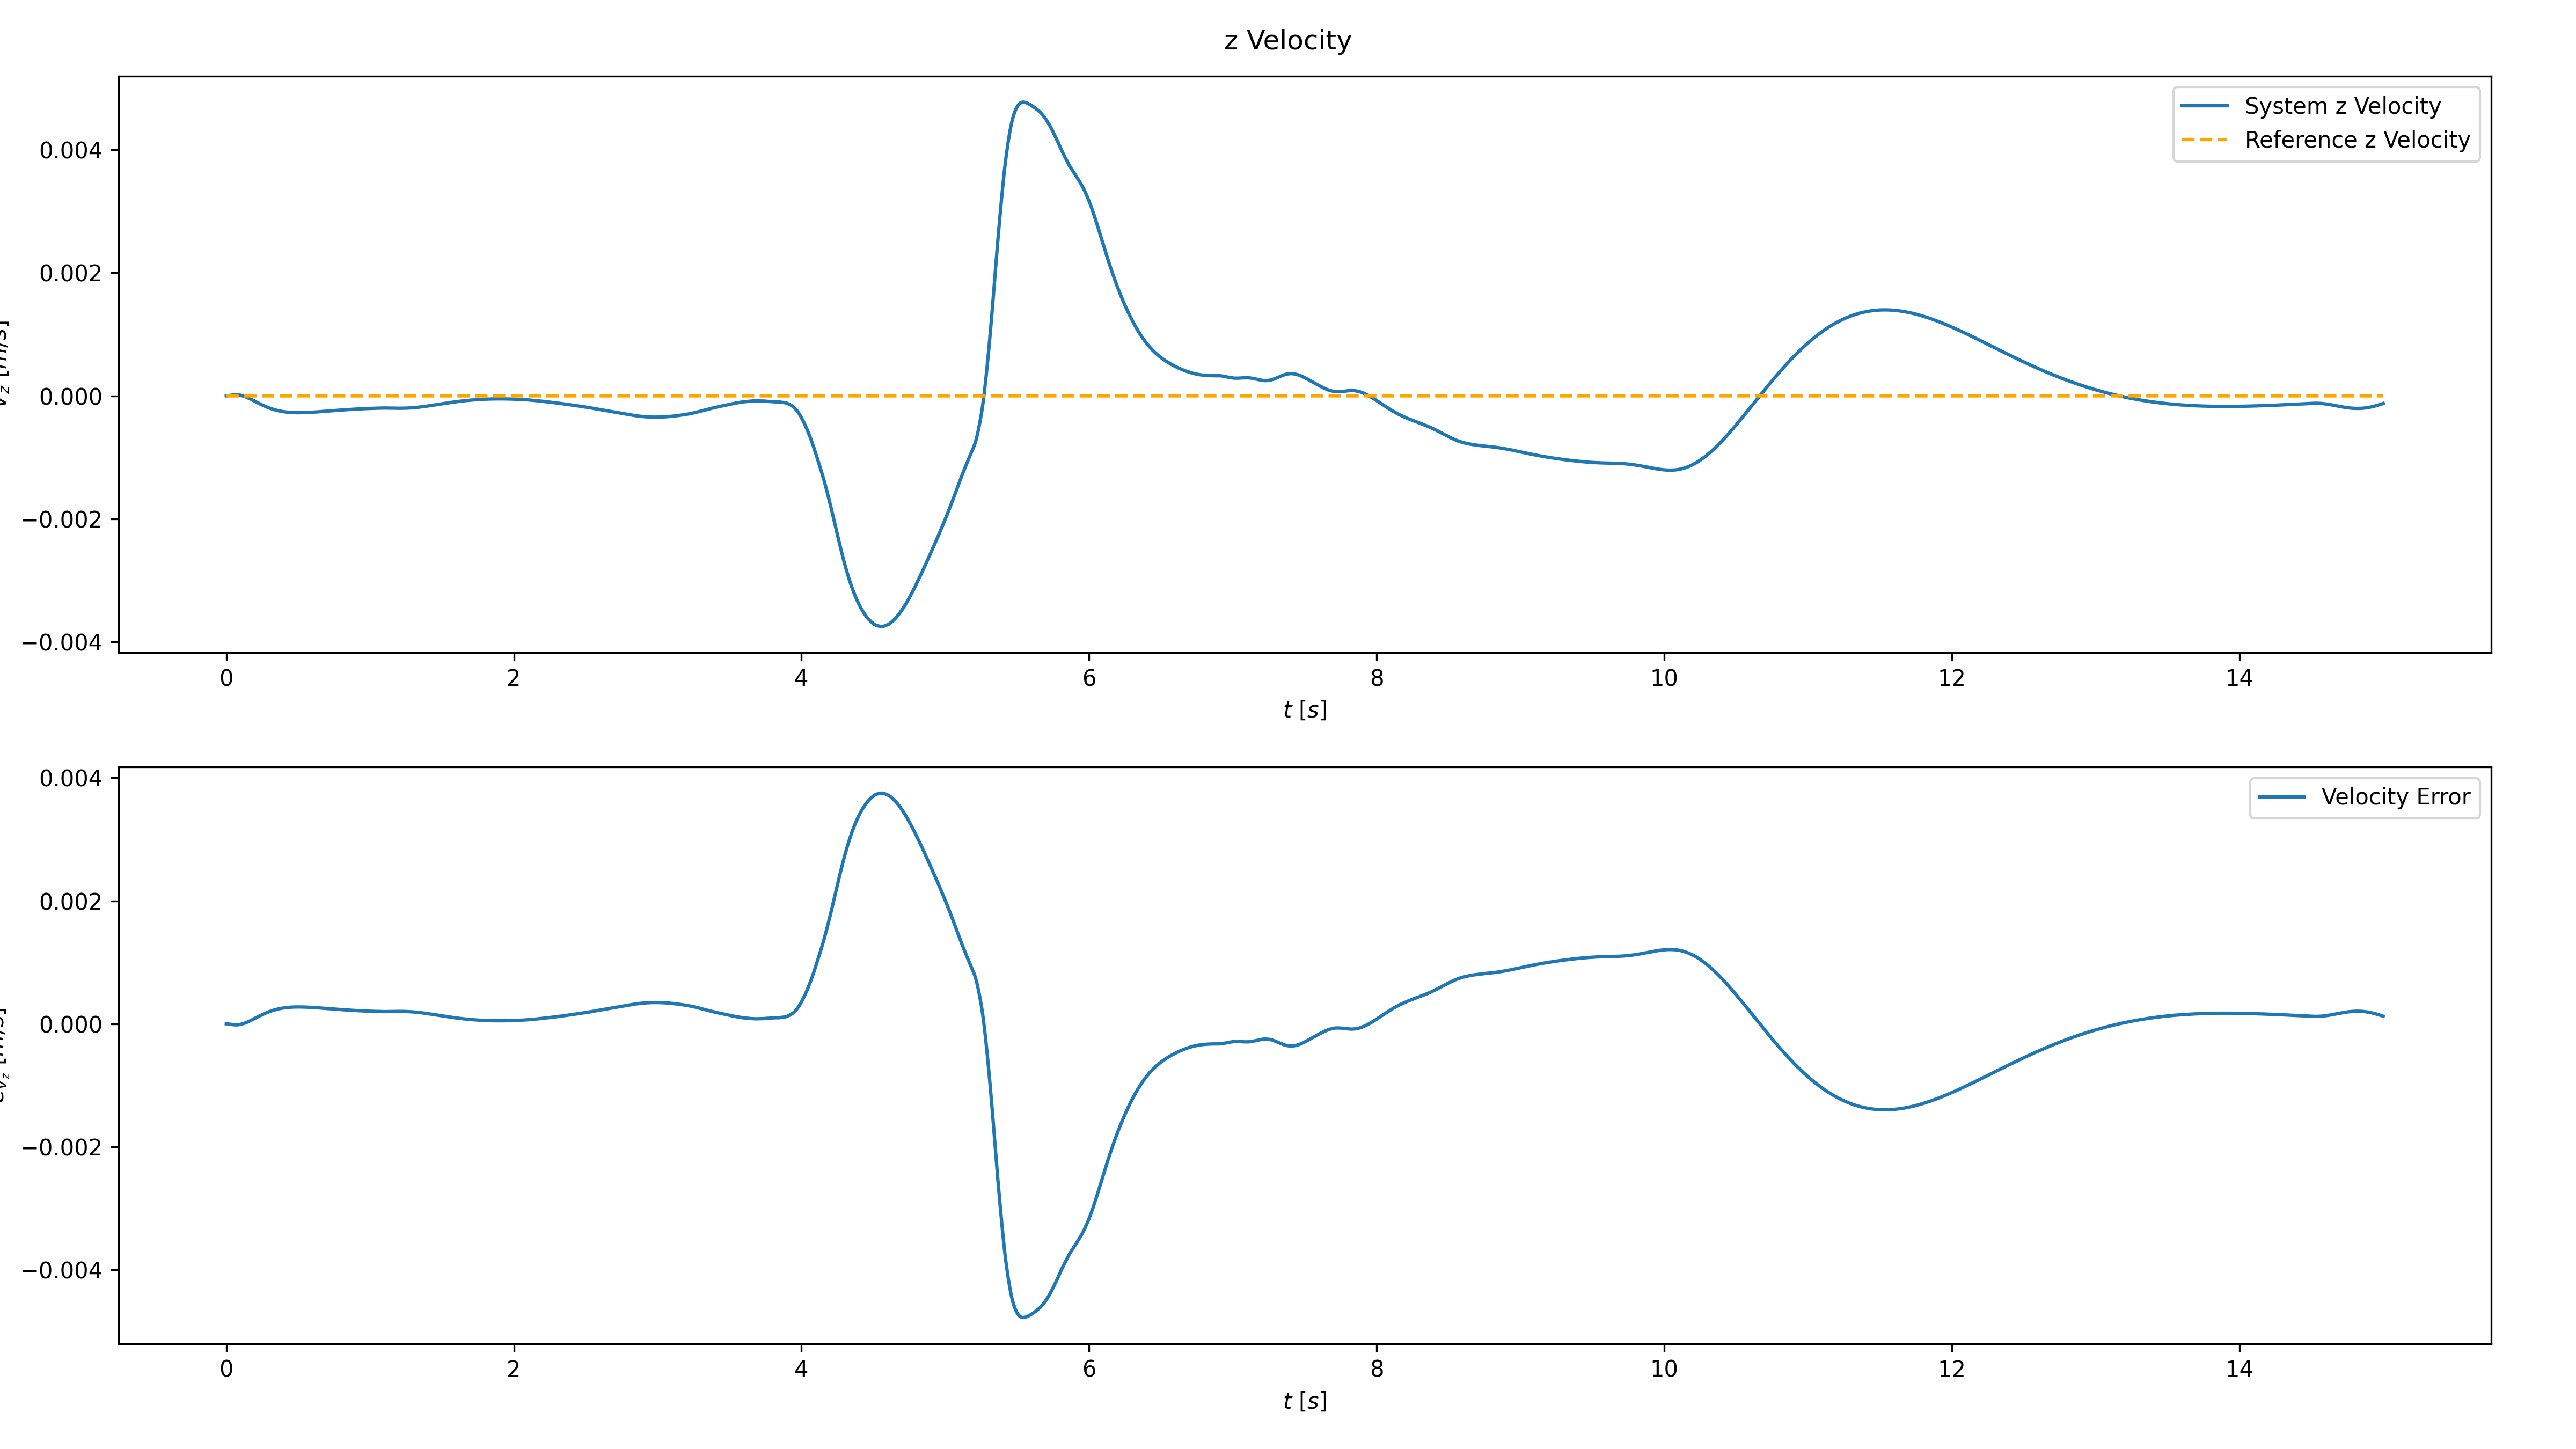 z Velocity
System z Velocity
Reference z Velocity
0.004
0.002
0.000
−0.002
−0.004
0 2 4 6 8 10 12 14
t [s]
Velocity Error
0.004
0.002
0.000
−0.002
−0.004
0 2 4 6 8 10 12 14
t [s]